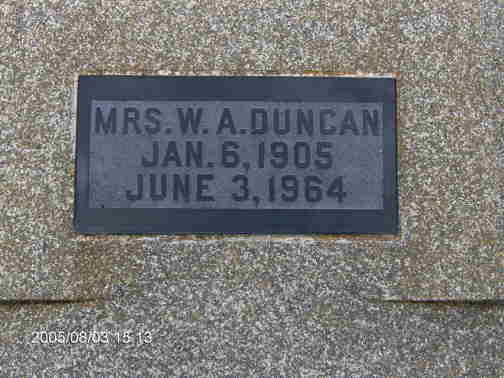 MRS. W. A. DUNCAN
JAN. 6, 1905
JUNE 3, 1964
2005/08/03 15:13